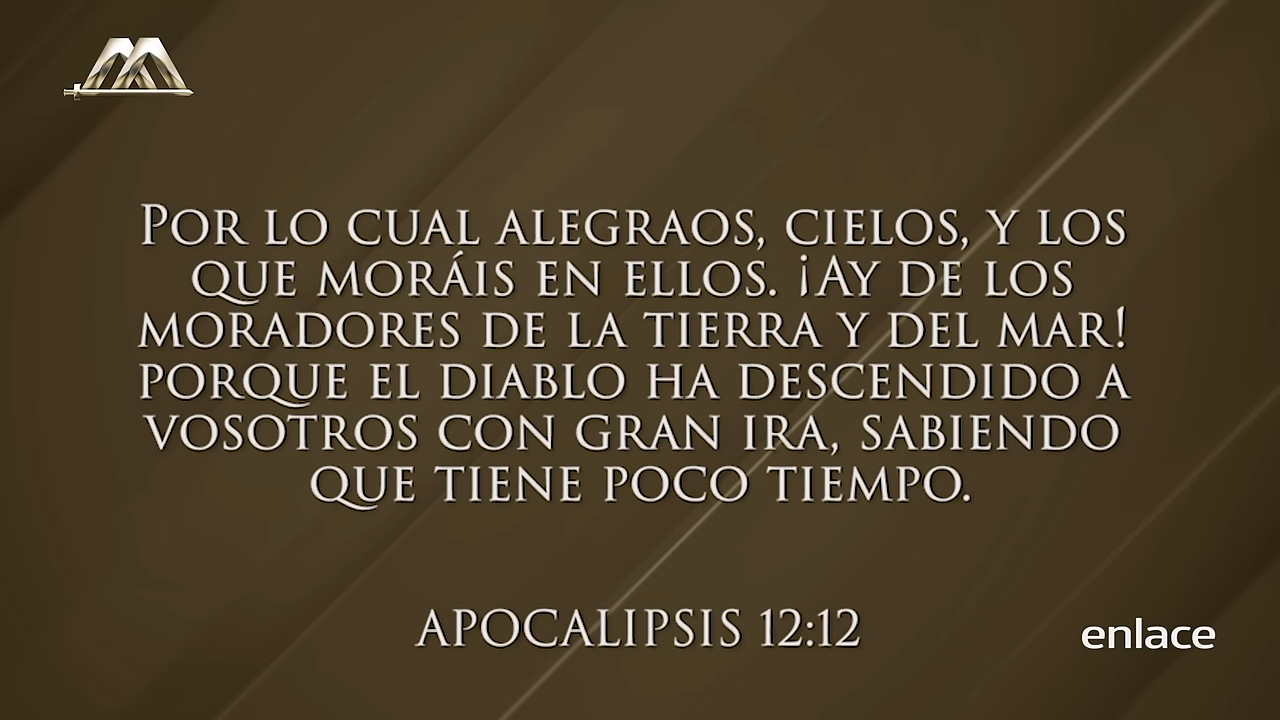 Por lo cual alegraos, cielos, y los
que moráis en ellos. ¡Ay de los
moradores de la tierra y del mar!
porque el diablo ha descendido a
vosotros con gran ira, sabiendo
que tiene poco tiempo.
APOCALIPSIS 12:12
enlace